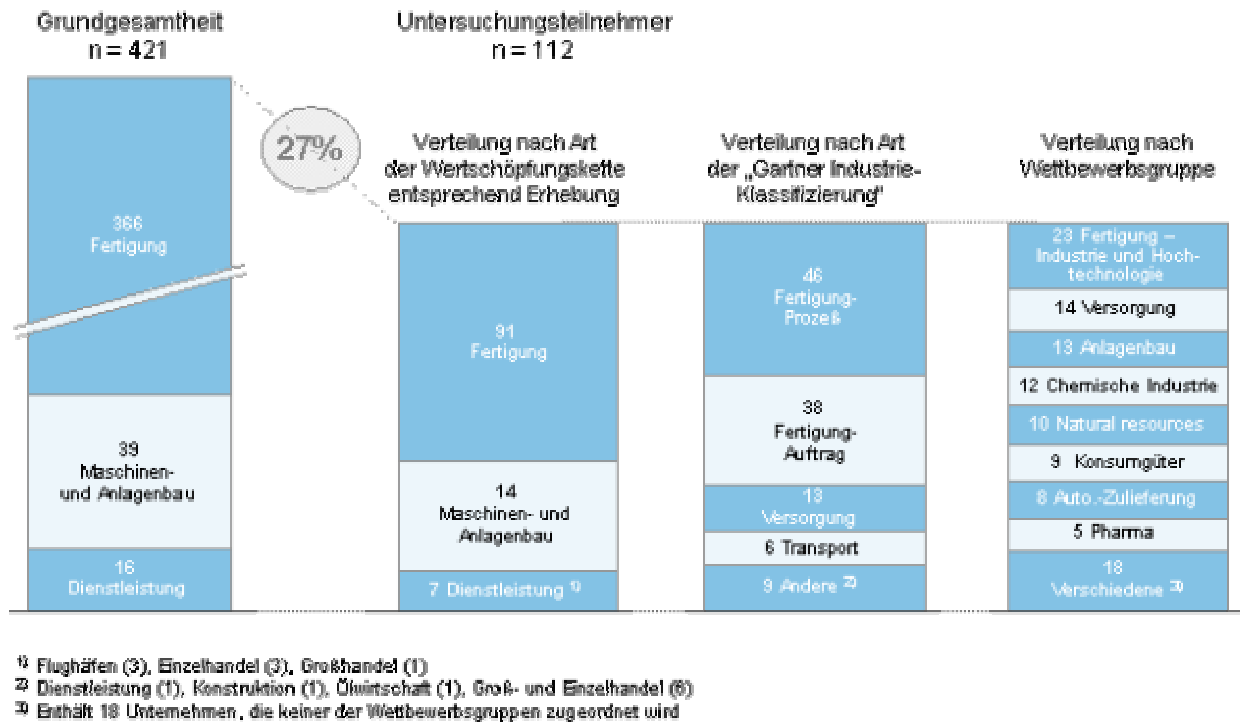 Grundgesamtheit
n = 421
Untersuchungsteilnehmer
n = 112
27%
Verteilung nach Art
der Wertschöpfungskette
entsprechend Erhebung
Verteilung nach Art
der „Gartner Industrie-
Klassifizierung"
Verteilung nach
Wettbewerbsgruppe
366
Fertigung
39
Maschinen-
und Anlagenbau
16
Dienstleistung
91
Fertigung
14
Maschinen- und
Anlagenbau
7 Dienstleistung 1)
46
Fertigung-
Prozeß
38
Fertigung-
Auftrag
13
Versorgung
6 Transport
9 Andere 2)
23 Fertigung –
Industrie und Hoch-
technologie
14 Versorgung
13 Anlagenbau
12 Chemische Industrie
10 Natural resources
9 Konsumgüter
8 Auto.-Zulieferung
5 Pharma
18
Verschiedene 3)
1) Flughäfen (3), Einzelhandel (3), Großhandel (1)
2) Dienstleistung (1), Konstruktion (1), Ölwirtschaft (1), Groß- und Einzelhandel (6)
3) Enthält 18 Unternehmen, die keiner der Wettbewerbsgruppen zugeordnet wird